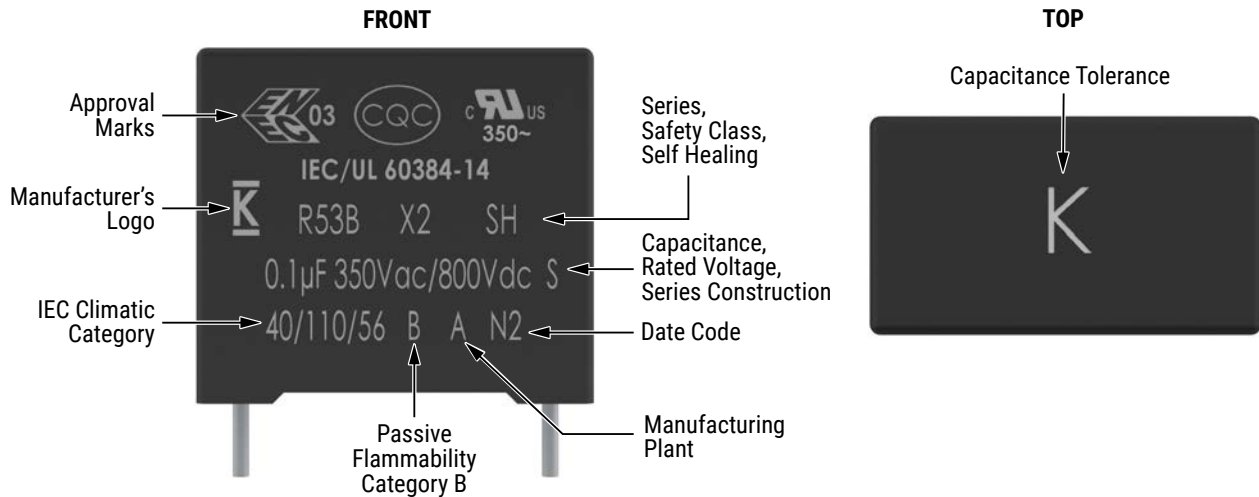 FRONT
TOP
Approval
Marks
Manufacturer's
Logo
IEC Climatic
Category
EN
EC
03
CQC
C
US
350~
IEC/UL 60384-14
K
R53B X2 SH
0.1µF 350Vac/800Vdc S
40/110/56 B A N2
Series,
Safety Class,
Self Healing
Capacitance,
Rated Voltage,
Series Construction
Date Code
Manufacturing
Plant
Passive
Flammability
Category B
Capacitance Tolerance
K